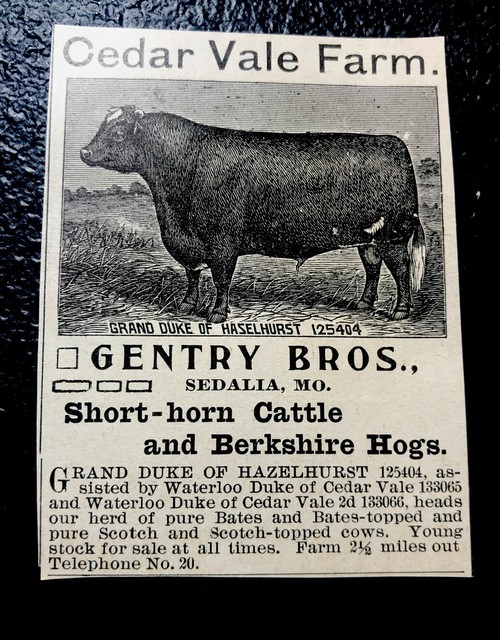 Cedar Vale Farm.
GRAND DUKE OF HASELHURST 125404
GENTRY BROS.,
SEDALIA, MO.
Short-horn Cattle
and Berkshire Hogs.
GRAND DUKE OF HAZELHURST 125404, as-
sisted by Waterloo Duke of Cedar Vale 133065
and Waterloo Duke of Cedar Vale 2d 133066, heads
our herd of pure Bates and Bates-topped and
pure Scotch and Scotch-topped cows. Young
stock for sale at all times. Farm 2½ miles out
Telephone No. 20.